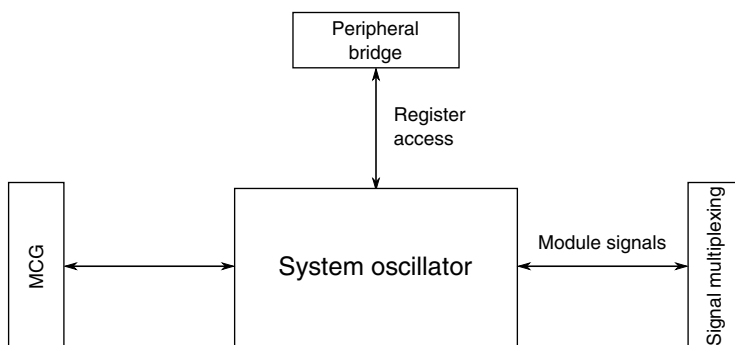 Peripheral
bridge
Register
access
MCG
System oscillator
Module signals
Signal multiplexing